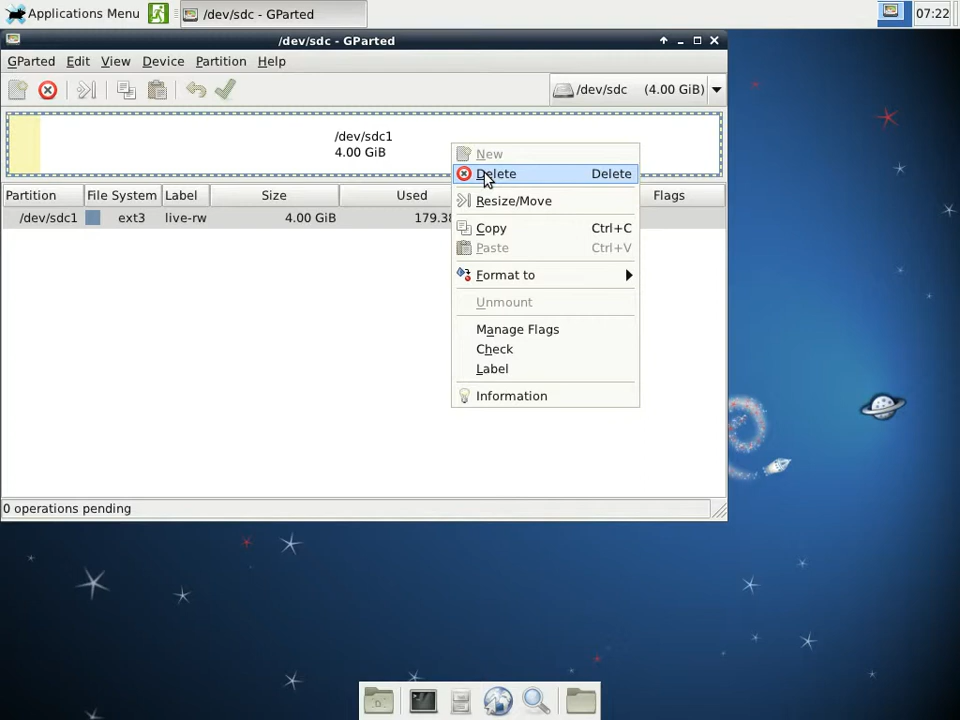 Applications Menu
/dev/sdc - GParted
07:22
/dev/sdc - GParted
GParted Edit View Device Partition Help
/dev/sdc (4.00 GiB)
/dev/sdc1
4.00 GiB
Partition File System Label Size Used Flags
/dev/sdc1 ext3 live-rw 4.00 GiB
New
Delete Delete
Resize/Move
Copy Ctrl+C
Paste Ctrl+V
Format to
Unmount
Manage Flags
Check
Label
Information
0 operations pending